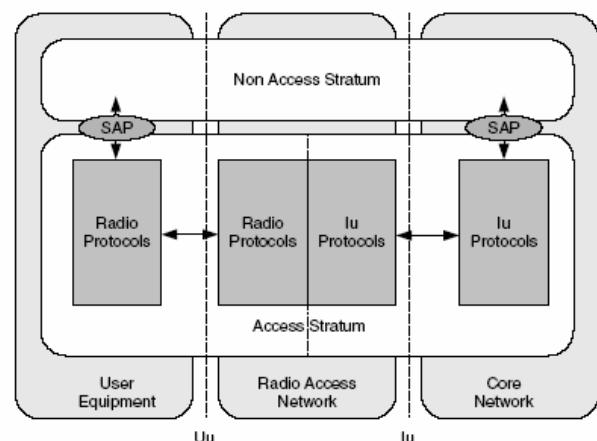 Non Access Stratum
SAP
SAP
Radio
Protocols
Radio
Protocols
Iu
Protocols
Iu
Protocols
Access Stratum
User
Equipment
Radio Access
Network
Core
Network
Uu
Iu